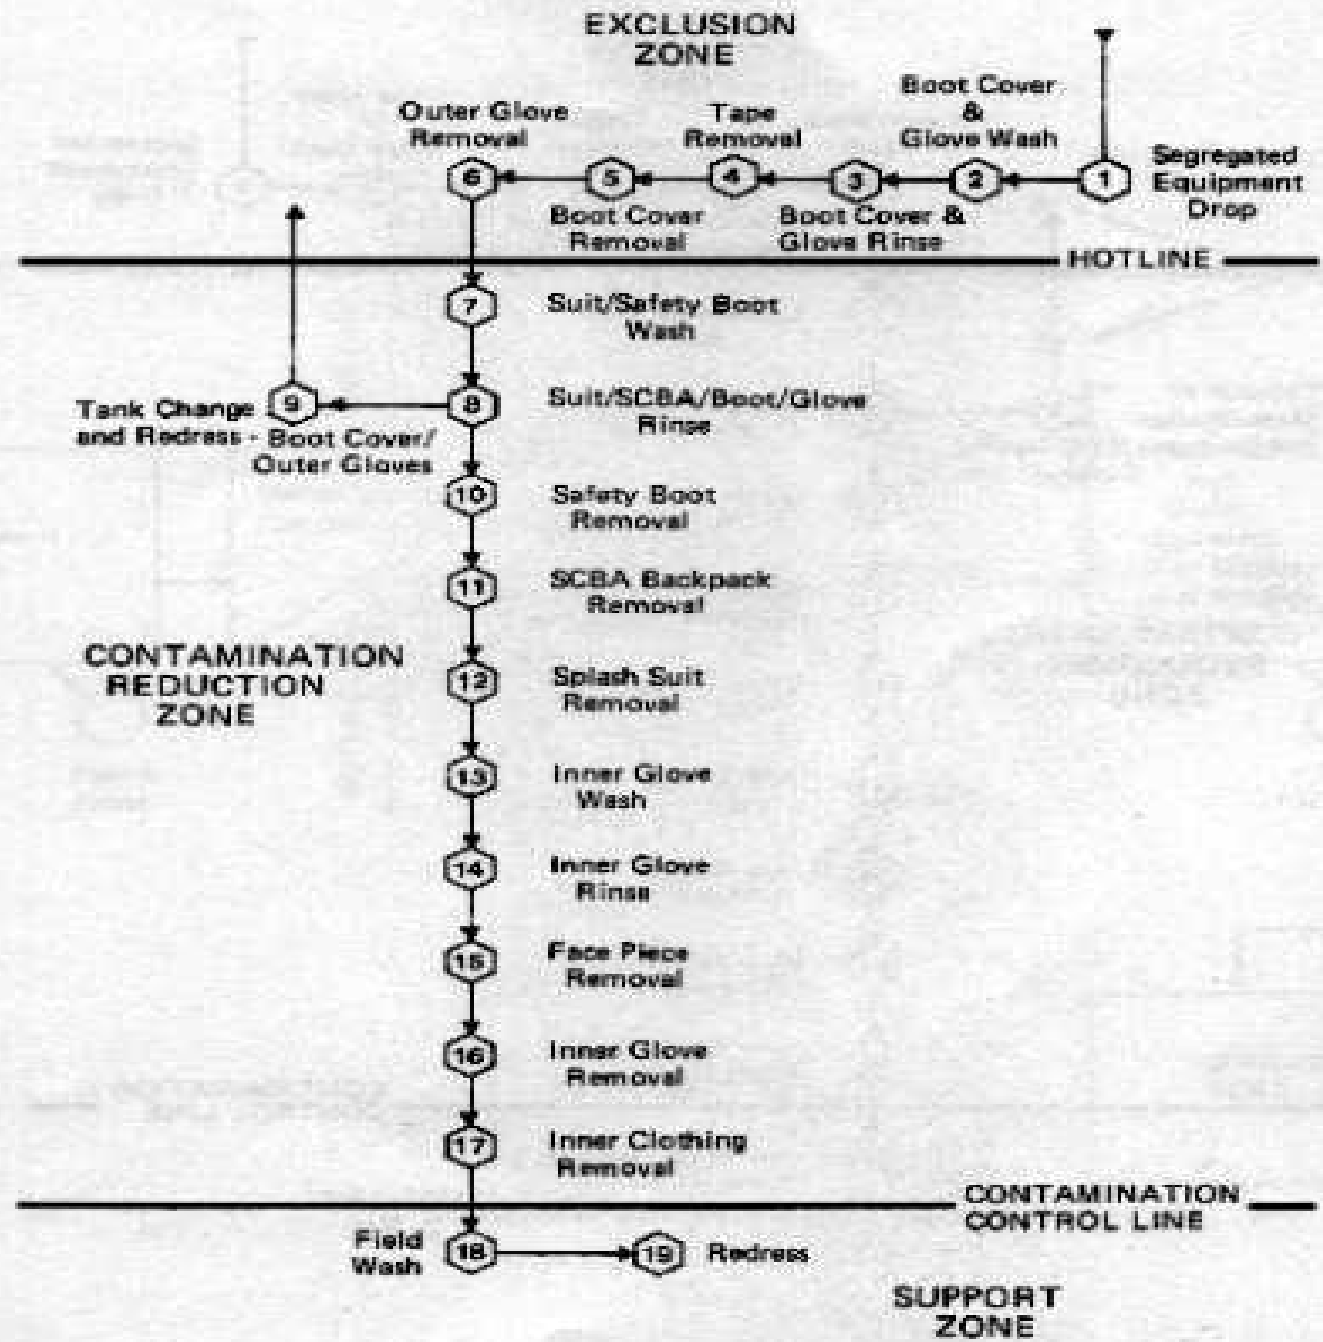 EXCLUSION
ZONE
Boot Cover
&
Glove Wash
Outer Glove
Removal
Tape
Removal
Segregated
Equipment
Drop
6
5
4
3
2
1
Boot Cover
Removal
Boot Cover &
Glove Rinse
HOTLINE
7
Suit/Safety Boot
Wash
9
8
Suit/SCBA/Boot/Glove
Rinse
Tank Change
and Redress - Boot Cover/
Outer Gloves
10
Safety Boot
Removal
11
SCBA Backpack
Removal
CONTAMINATION
REDUCTION
ZONE
12
Splash Suit
Removal
13
Inner Glove
Wash
14
Inner Glove
Rinse
15
Face Piece
Removal
16
Inner Glove
Removal
17
Inner Clothing
Removal
CONTAMINATION
CONTROL LINE
Field
Wash
18
19
Redress
SUPPORT
ZONE